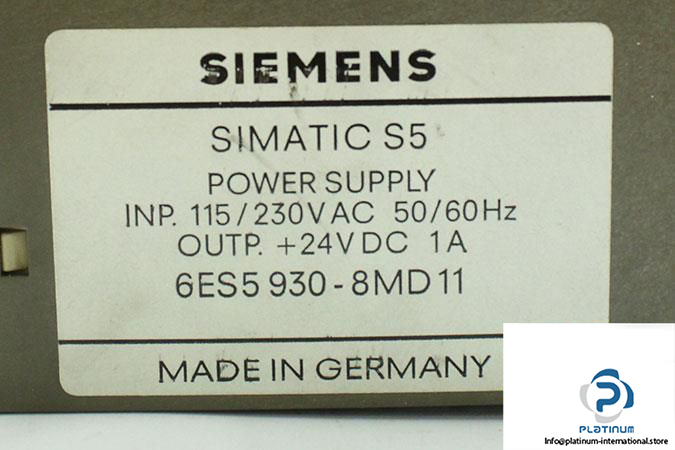 SIEMENS
SIMATIC S5
POWER SUPPLY
INP. 115/230VAC 50/60Hz
OUTP. +24VDC 1A
6ES5 930-8MD11
MADE IN GERMANY
PLATINUM
Info@platinum-international.store